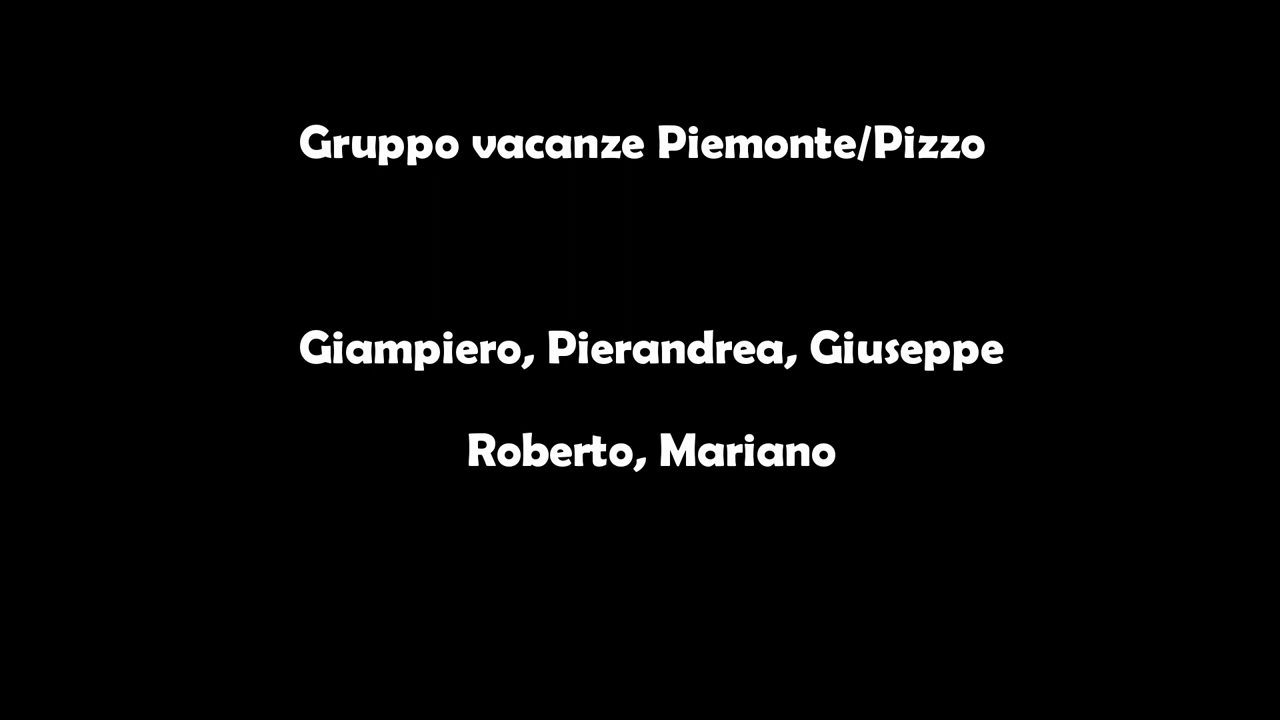 Gruppo vacanze Piemonte/Pizzo
Giampiero, Pierandrea, Giuseppe
Roberto, Mariano